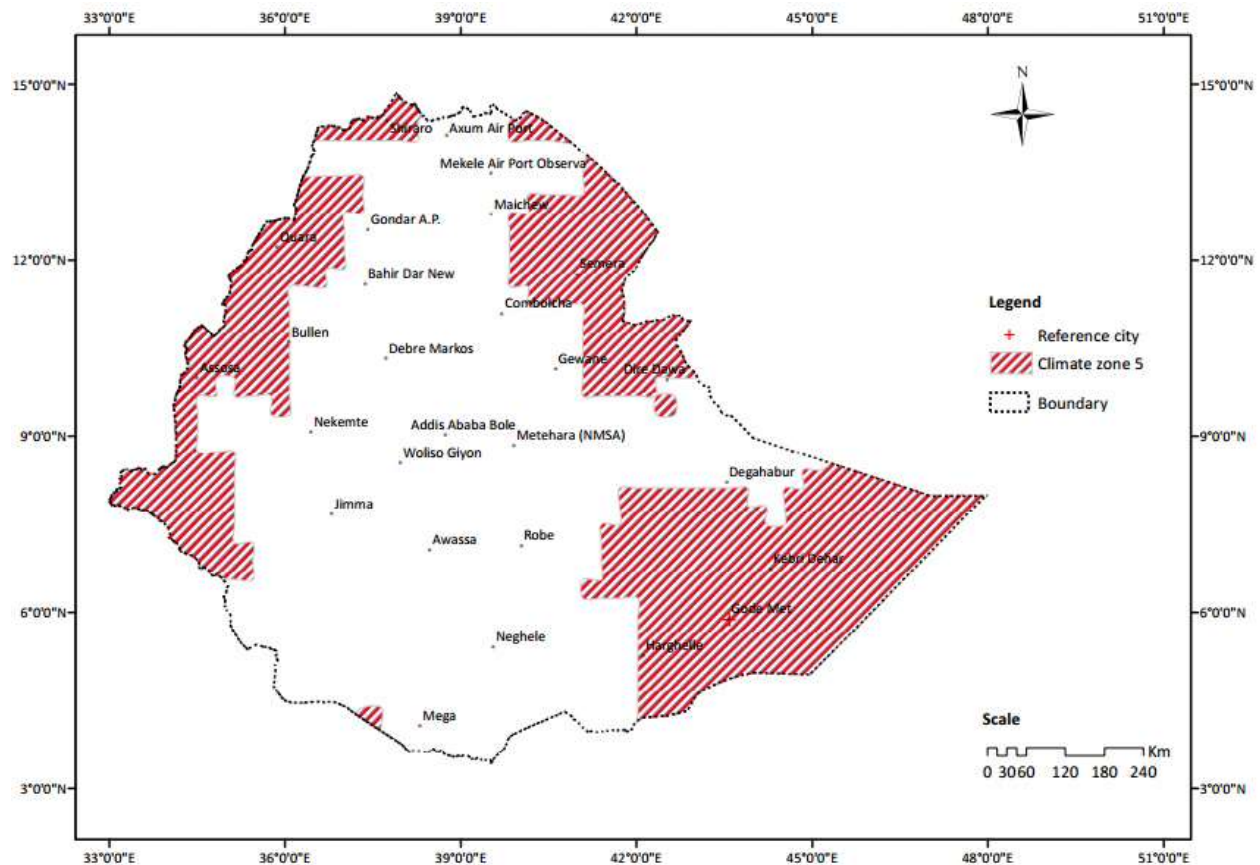 33°0'0"E 36°0'0"E 39°0'0"E 42°0'0"E 45°0'0"E 48°0'0"E 51°0'0"E
15°0'0"N 15°0'0"N
N
Shiraro Axum Air Port
Mekele Air Port Observa
Maichew
Gondar A.P.
Quara
12°0'0"N 12°0'0"N
Semera
Bahir Dar New
Combolcha
Legend
Bullen
Reference city
Debre Markos
Gewane
Assosa
Dire Dawa
Climate zone 5
Boundary
Nekemte
Addis Ababa Bole
Metehara (NMSA)
9°0'0"N 9°0'0"N
Woliso Giyon
Degahabur
Jimma
Awassa
Robe
Kebri Dehar
6°0'0"N 6°0'0"N
Gode Met
Neghele
Harghelle
Mega
Scale
Km
0 30 60 120 180 240
3°0'0"N 3°0'0"N
33°0'0"E 36°0'0"E 39°0'0"E 42°0'0"E 45°0'0"E 48°0'0"E 51°0'0"E